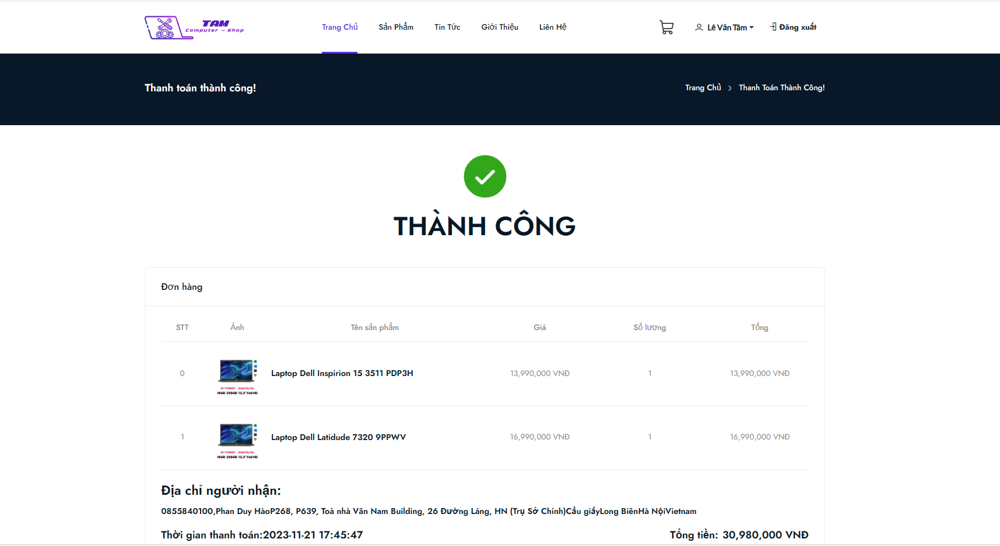 TAM
Computer - Shop
Trang Chủ
Sản Phẩm
Tin Tức
Giới Thiệu
Liên Hệ
Lê Văn Tâm
Đăng xuất
Thanh toán thành công!
Trang Chủ > Thanh Toán Thành Công!
THÀNH CÔNG
Đơn hàng
STT Ảnh Tên sản phẩm Giá Số lượng Tổng
0 Laptop Dell Inspirion 15 3511 PDP3H 13,990,000 VNĐ 1 13,990,000 VNĐ
i5-1145G7 Intel Iris Xe
16GB 256GB 13.3" Full HD
1 Laptop Dell Latidude 7320 9PPWV 16,990,000 VNĐ 1 16,990,000 VNĐ
i5-1145G7 Intel Iris Xe
16GB 256GB 13.3" Full HD
Địa chỉ người nhận:
0855840100,Phan Duy HàoP268, P639, Toà nhà Vân Nam Building, 26 Đường Láng, HN (Trụ Sở Chính)Cầu giấyLong BiênHà NộiVietnam
Thời gian thanh toán:2023-11-21 17:45:47
Tổng tiền: 30,980,000 VNĐ